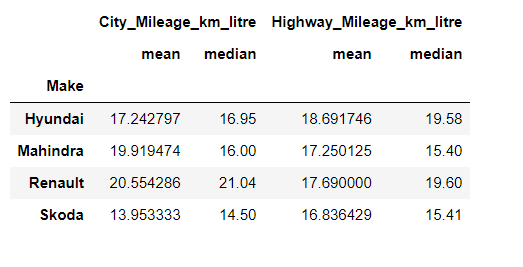 City_Mileage_km_litre Highway_Mileage_km_litre
mean median mean median
Make
Hyundai 17.242797 16.95 18.691746 19.58
Mahindra 19.919474 16.00 17.250125 15.40
Renault 20.554286 21.04 17.690000 19.60
Skoda 13.953333 14.50 16.836429 15.41